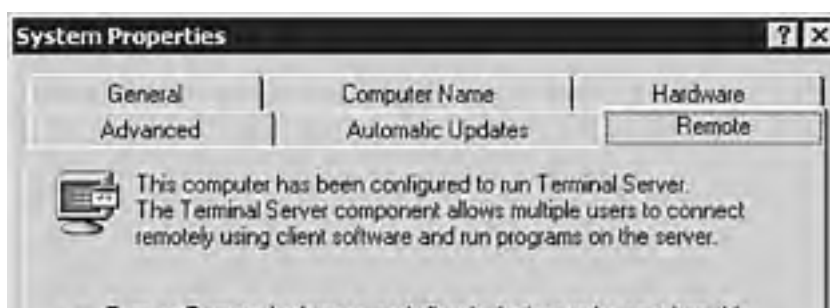 System Properties
General
Computer Name
Hardware
Advanced
Automatic Updates
Remote
This computer has been configured to run Terminal Server.
The Terminal Server component allows multiple users to connect
remotely using client software and run programs on the server.